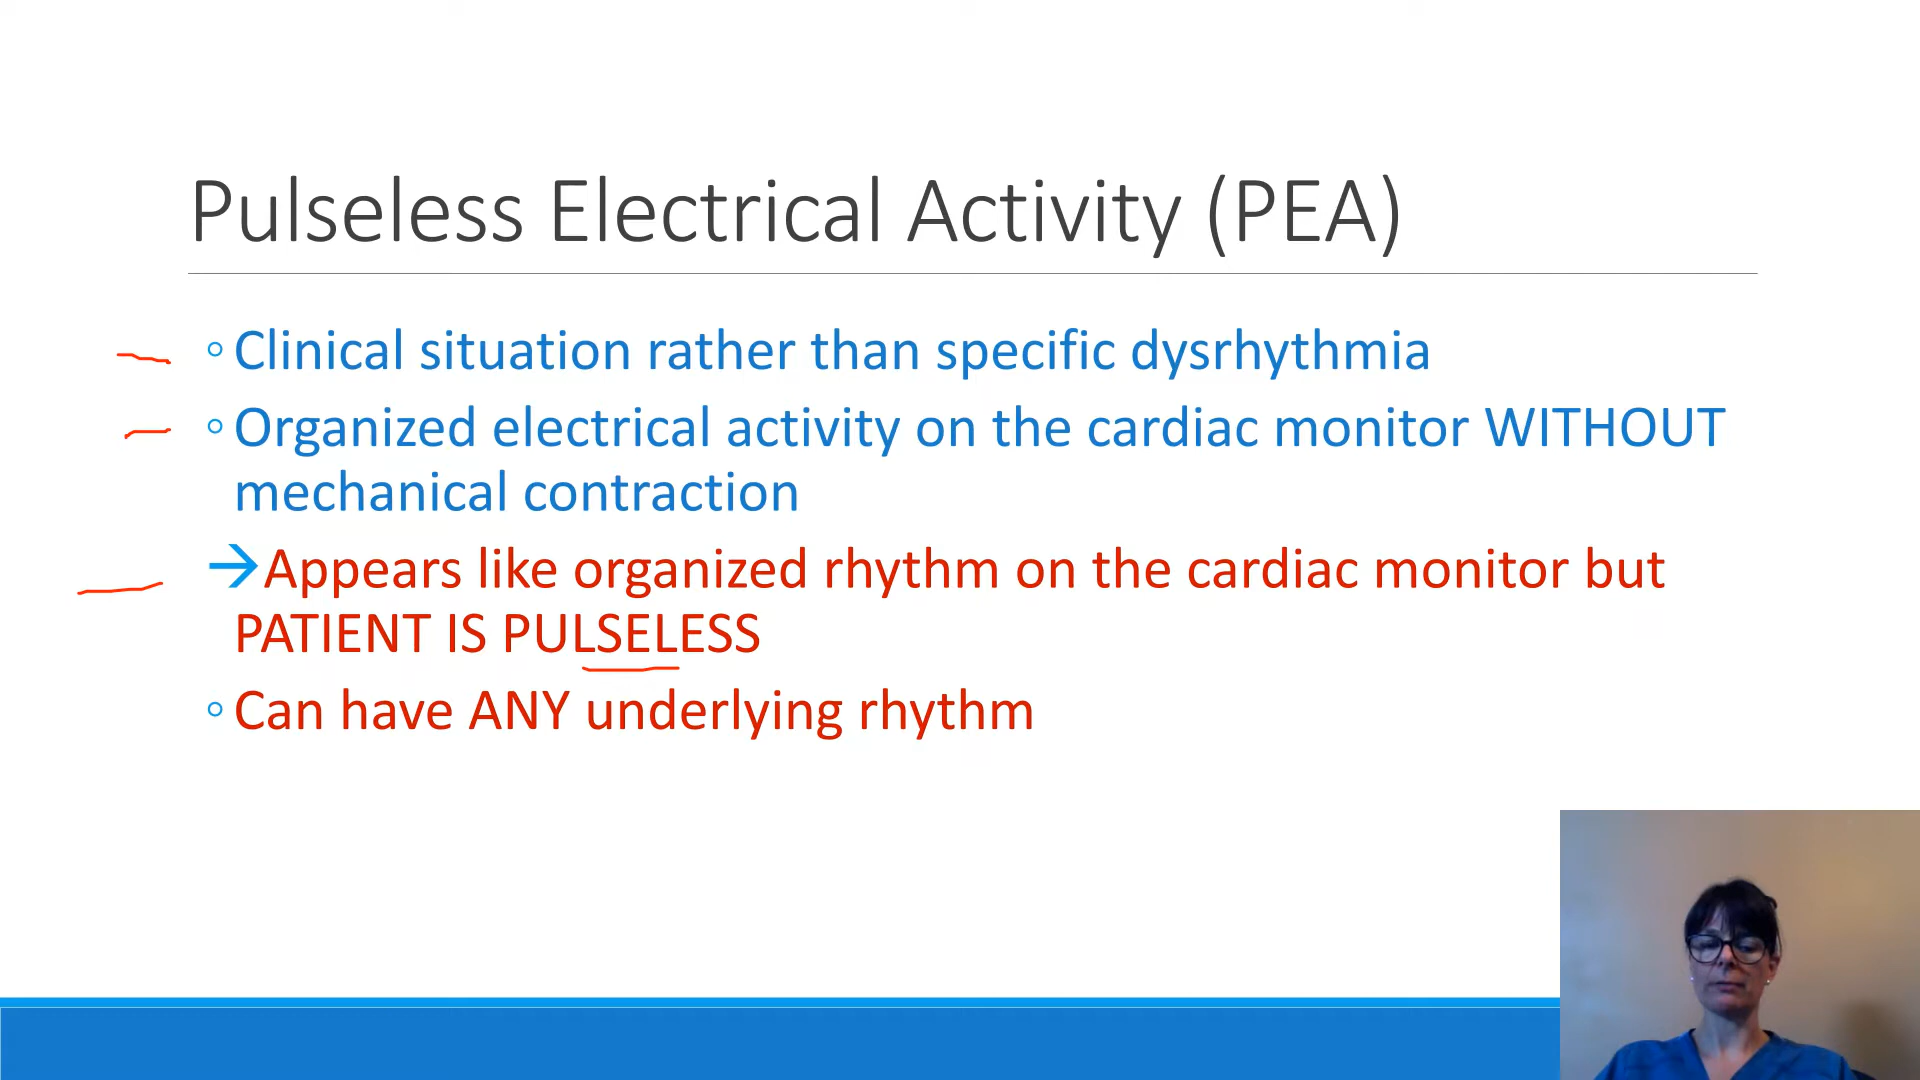 Pulseless Electrical Activity (PEA)
◦Clinical situation rather than specific dysrhythmia
◦Organized electrical activity on the cardiac monitor WITHOUT
mechanical contraction
→Appears like organized rhythm on the cardiac monitor but
PATIENT IS PULSELESS
◦Can have ANY underlying rhythm